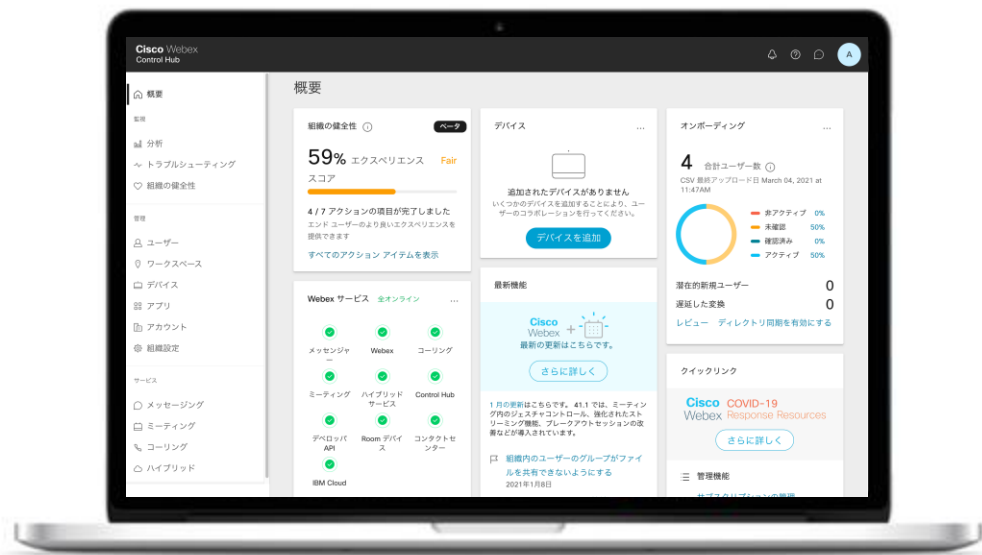 Cisco Webex
Control Hub
A
概要
監視
分析
トラブルシューティング
組織の健全性
管理
ユーザー
ワークスペース
デバイス
アプリ
アカウント
組織設定
サービス
メッセージング
ミーティング
コーリング
ハイブリッド
概要
組織の健全性
ベータ
59% エクスペリエンス Fair
スコア
4 / 7 アクションの項目が完了しました
エンド ユーザーのより良いエクスペリエンスを
提供できます
すべてのアクション アイテムを表示
Webex サービス 全オンライン ...
メッセンジャ
ー
Webex
コーリング
ミーティング
ハイブリッド
サービス
Control Hub
デベロッパ
API
Room デバイ
ス
コンタクトセ
ンター
IBM Cloud
デバイス ...
追加されたデバイスがありません
いくつかのデバイスを追加することにより、ユー
ザーのコラボレーションを行ってください。
デバイスを追加
最新機能
Cisco
Webex +
最新の更新はこちらです。
さらに詳しく
1 月の更新はこちらです。 41.1 では、ミーティン
グ内のジェスチャコントロール、強化されたスト
リーミング機能、ブレークアウトセッションの改
善などが導入されています。
組織内のユーザーのグループがファイ
ルを共有できないようにする
2021年1月8日
オンボーディング ...
4 合計ユーザー数
CSV 最終アップロード日 March 04, 2021 at
11:47AM
非アクティブ 0%
未確認 50%
確認済み 0%
アクティブ 50%
潜在的新規ユーザー 0
遅延した変換 0
レビュー ディレクトリ同期を有効にする
クイックリンク
Cisco COVID-19
Webex Response Resources
さらに詳しく
管理機能
サブスクリプションの管理